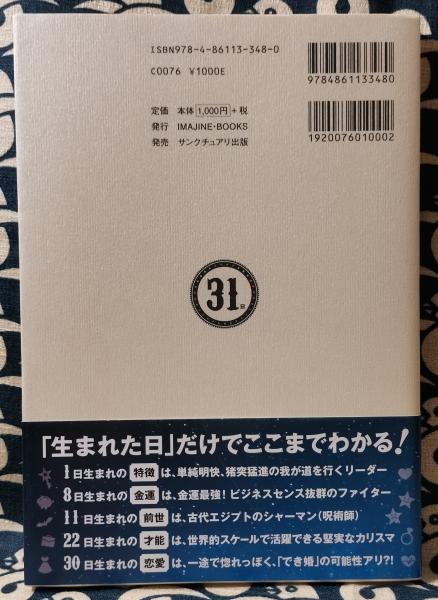 ISBN978-4-86113-348-0
C0076 ¥1000E
定価 本体 1,000円 +税
発行 IMAJINE・BOOKS
発売 サンクチュアリ出版
9784861133480
1920076010002
31日
「生まれた日」だけでここまでわかる!
1日生まれの 特徴 は、単純明快、猪突猛進の我が道を行くリーダー
8日生まれの 金運 は、金運最強! ビジネスセンス抜群のファイター
11日生まれの 前世 は、古代エジプトのシャーマン(呪術師)
22日生まれの 才能 は、世界的スケールで活躍できる堅実なカリスマ
30日生まれの 恋愛 は、一途で惚れっぽく、「でき婚」の可能性アリ?!